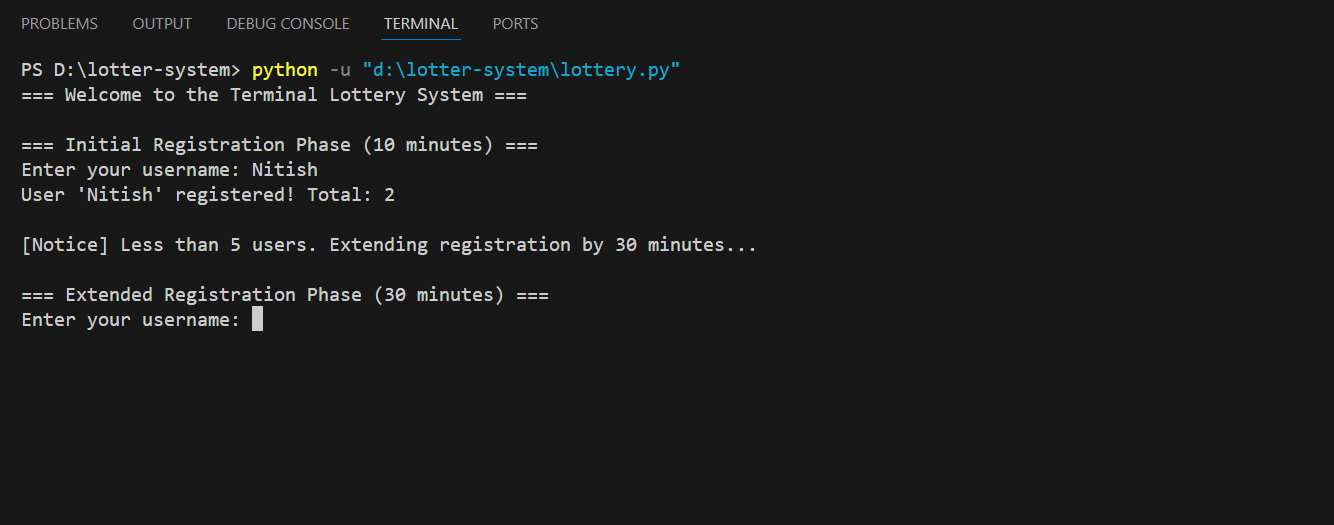 PROBLEMS OUTPUT DEBUG CONSOLE TERMINAL PORTS
PS D:\lotter-system> python -u "d:\lotter-system\lottery.py"
=== Welcome to the Terminal Lottery System ===
=== Initial Registration Phase (10 minutes) ===
Enter your username: Nitish
User 'Nitish' registered! Total: 2
[Notice] Less than 5 users. Extending registration by 30 minutes...
=== Extended Registration Phase (30 minutes) ===
Enter your username: